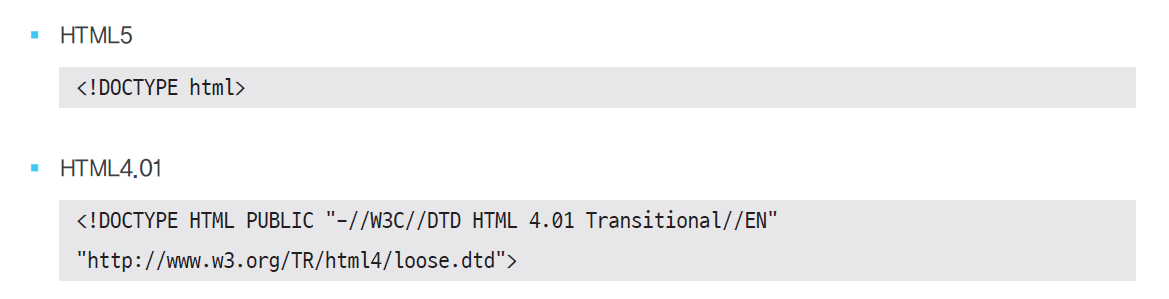 HTML5
<!DOCTYPE html>
HTML4.01
<!DOCTYPE HTML PUBLIC "-//W3C//DTD HTML 4.01 Transitional//EN"
"http://www.w3.org/TR/html4/loose.dtd">